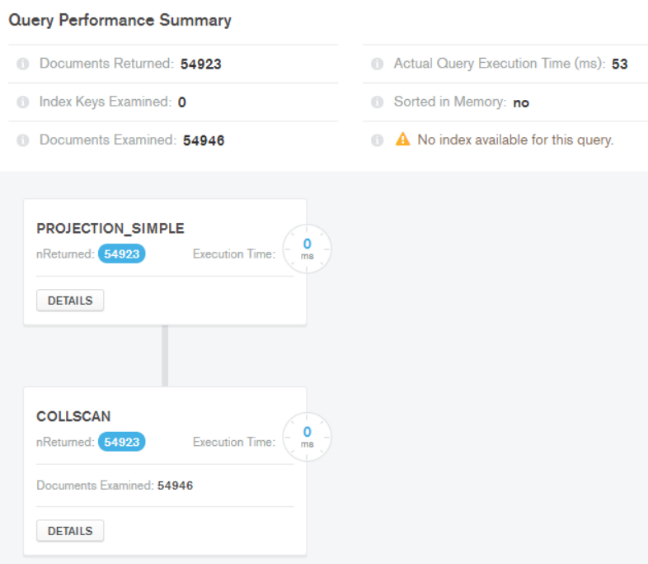 Query Performance Summary
Documents Returned: 54923
Actual Query Execution Time (ms): 53
Index Keys Examined: 0
Sorted in Memory: no
Documents Examined: 54946
No index available for this query.
PROJECTION_SIMPLE
nReturned: 54923 Execution Time: 0 ms
DETAILS
COLLSCAN
nReturned: 54923 Execution Time: 0 ms
Documents Examined: 54946
DETAILS